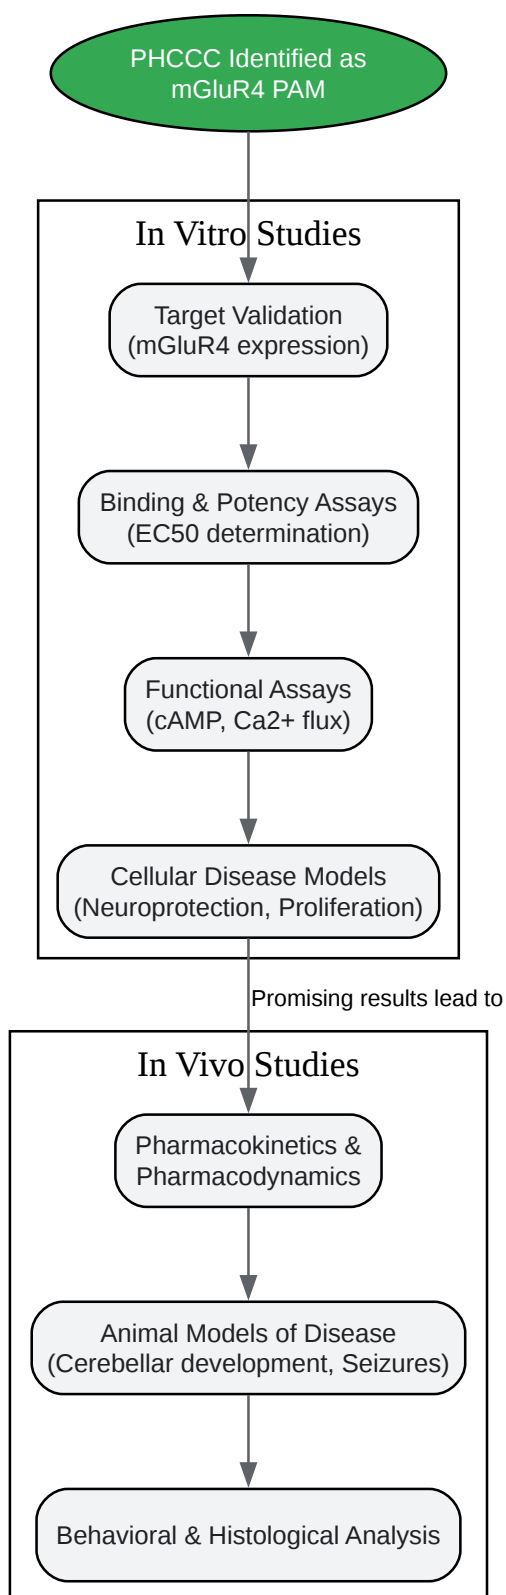 PHCCC Identified as
mGluR4 PAM
In Vitro Studies
Target Validation
(mGluR4 expression)
Binding & Potency Assays
(EC50 determination)
Functional Assays
(cAMP, Ca2+ flux)
Cellular Disease Models
(Neuroprotection, Proliferation)
Promising results lead to
In Vivo Studies
Pharmacokinetics &
Pharmacodynamics
Animal Models of Disease
(Cerebellar development, Seizures)
Behavioral & Histological Analysis